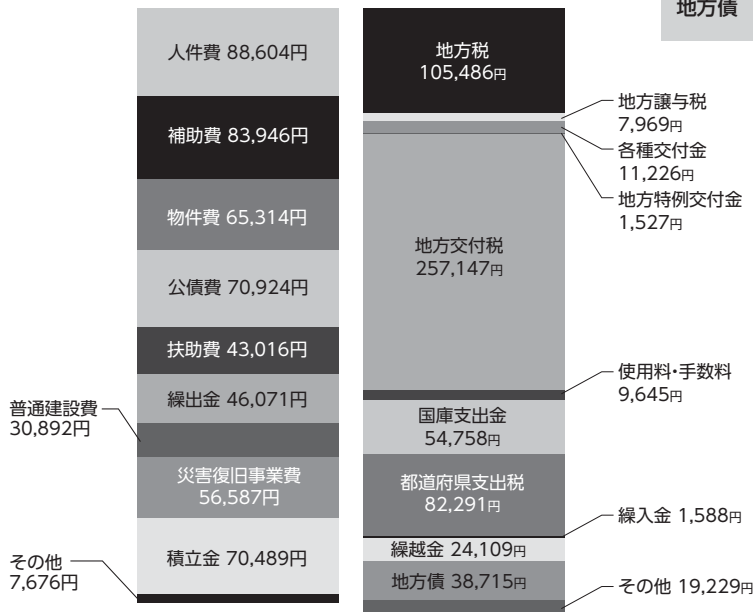 地方債
人件費 88,604円
補助費 83,946円
物件費 65,314円
公債費 70,924円
扶助費 43,016円
繰出金 46,071円
普通建設費
30,892円
災害復旧事業費
56,587円
積立金 70,489円
その他
7,676円
地方税
105,486円
地方譲与税
7,969円
各種交付金
11,226円
地方特例交付金
1,527円
地方交付税
257,147円
使用料・手数料
9,645円
国庫支出金
54,758円
都道府県支出税
82,291円
繰入金 1,588円
繰越金 24,109円
地方債 38,715円
その他 19,229円